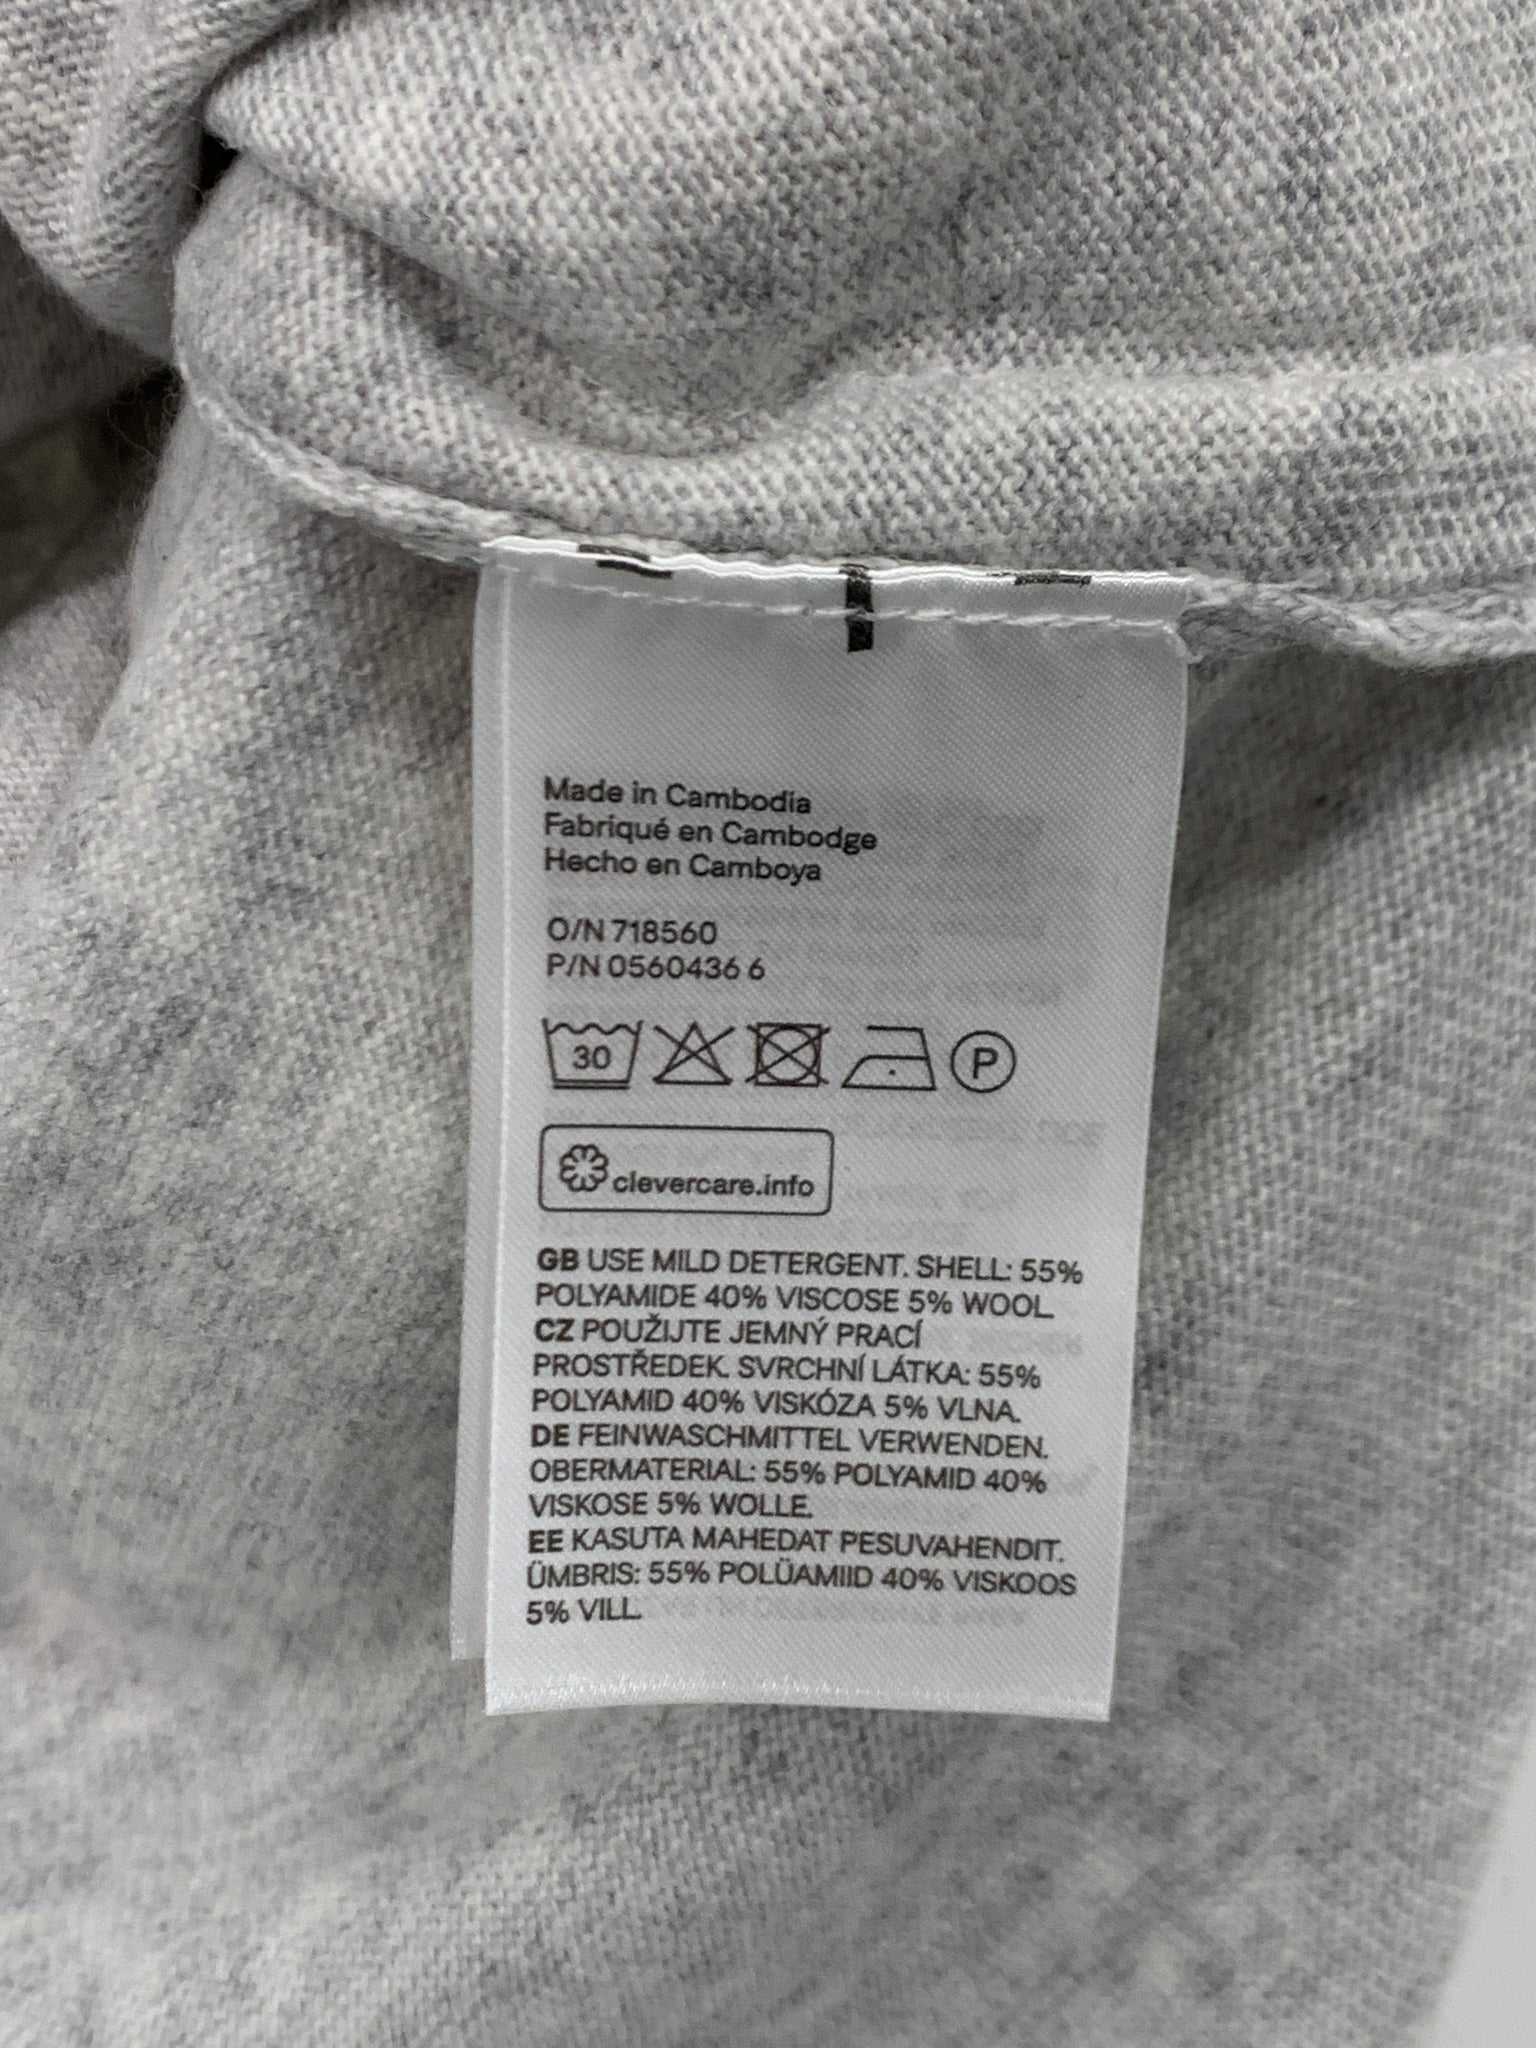 Made in Cambodia
Fabriqué en Cambodge
Hecho en Camboya
O/N 718560
P/N 0560436 6
30
P
clevercare.info
GB USE MILD DETERGENT. SHELL: 55%
POLYAMIDE 40% VISCOSE 5% WOOL.
CZ POUŽIJTE JEMNÝ PRACÍ
PROSTŘEDEK. SVRCHNÍ LÁTKA: 55%
POLYAMID 40% VISKÓZA 5% VLNA.
DE FEINWASCHMITTEL VERWENDEN.
OBERMATERIAL: 55% POLYAMID 40%
VISKOSE 5% WOLLE.
EE KASUTA MAHEDAT PESUVAHENDIT.
ÜMBRIS: 55% POLÜAMIID 40% VISKOOS
5% VILL.